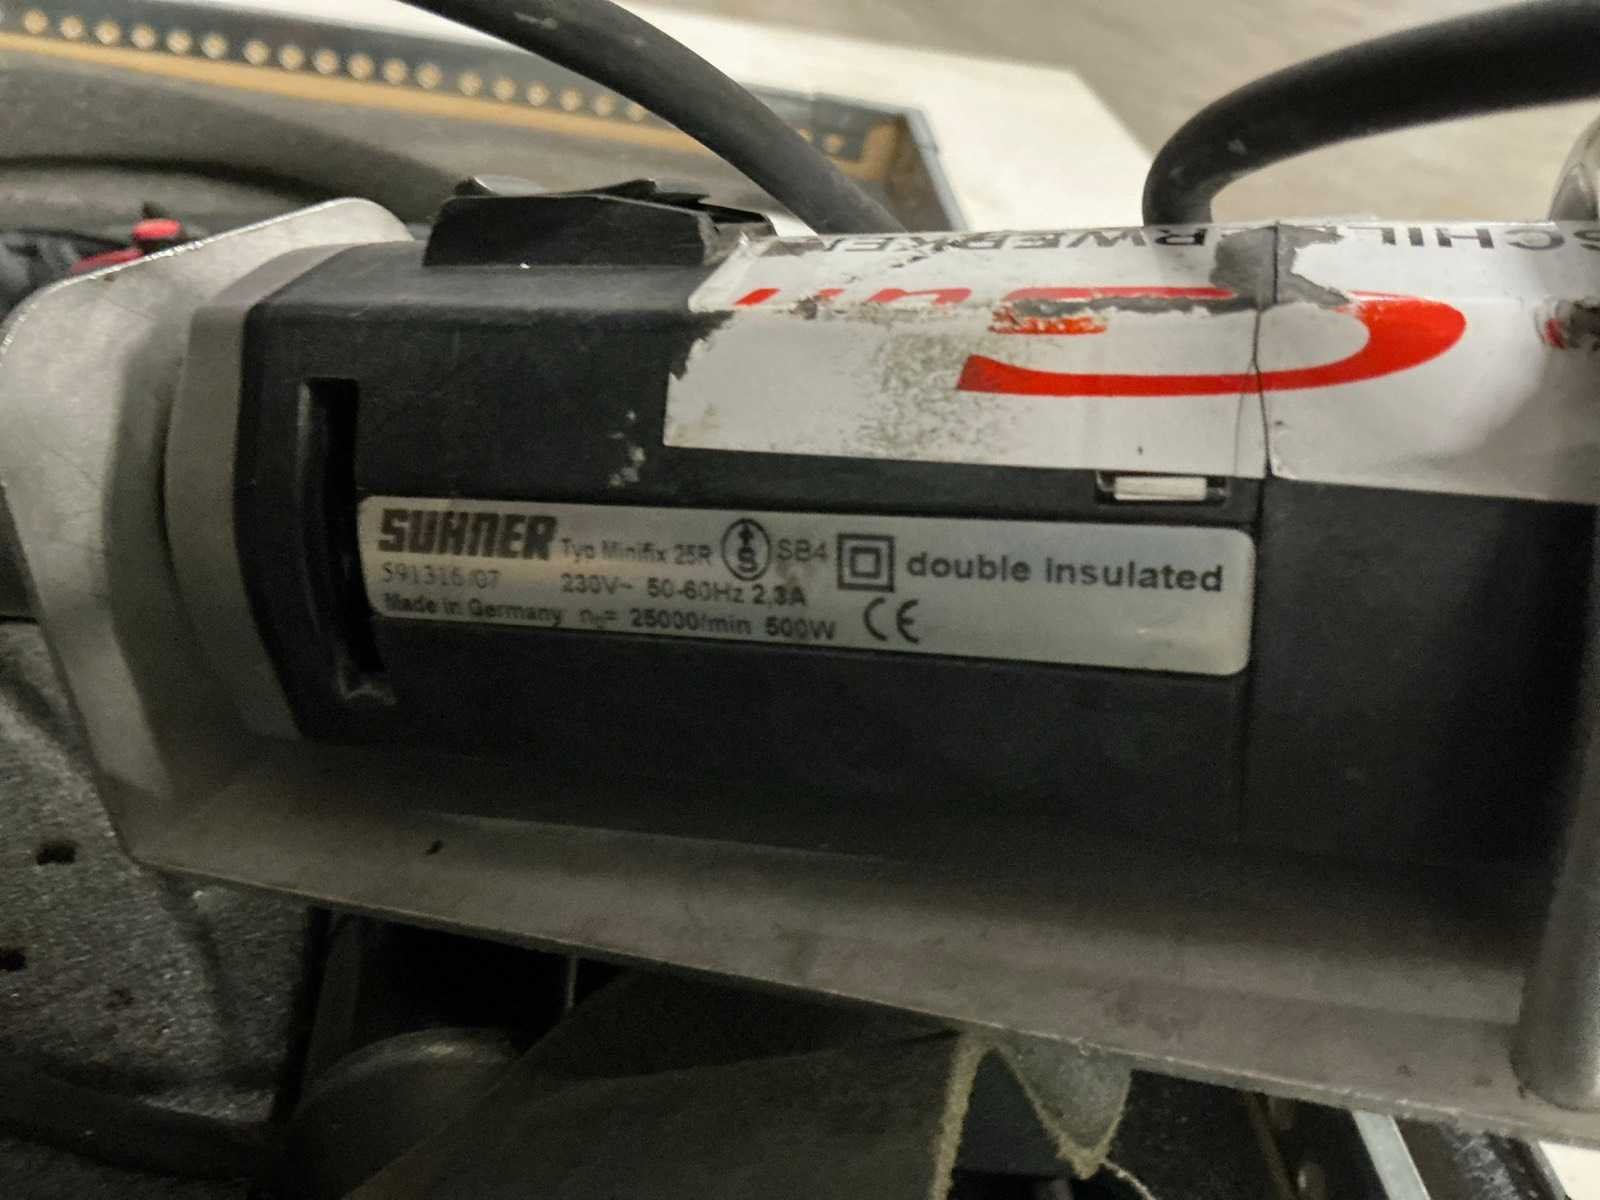 SCHIL
SUHNER Typ Minifix 25R S SB4 double insulated
591316/07 230V~ 50-60Hz 2,3A
Made in Germany n₀= 25000/min 500W CE